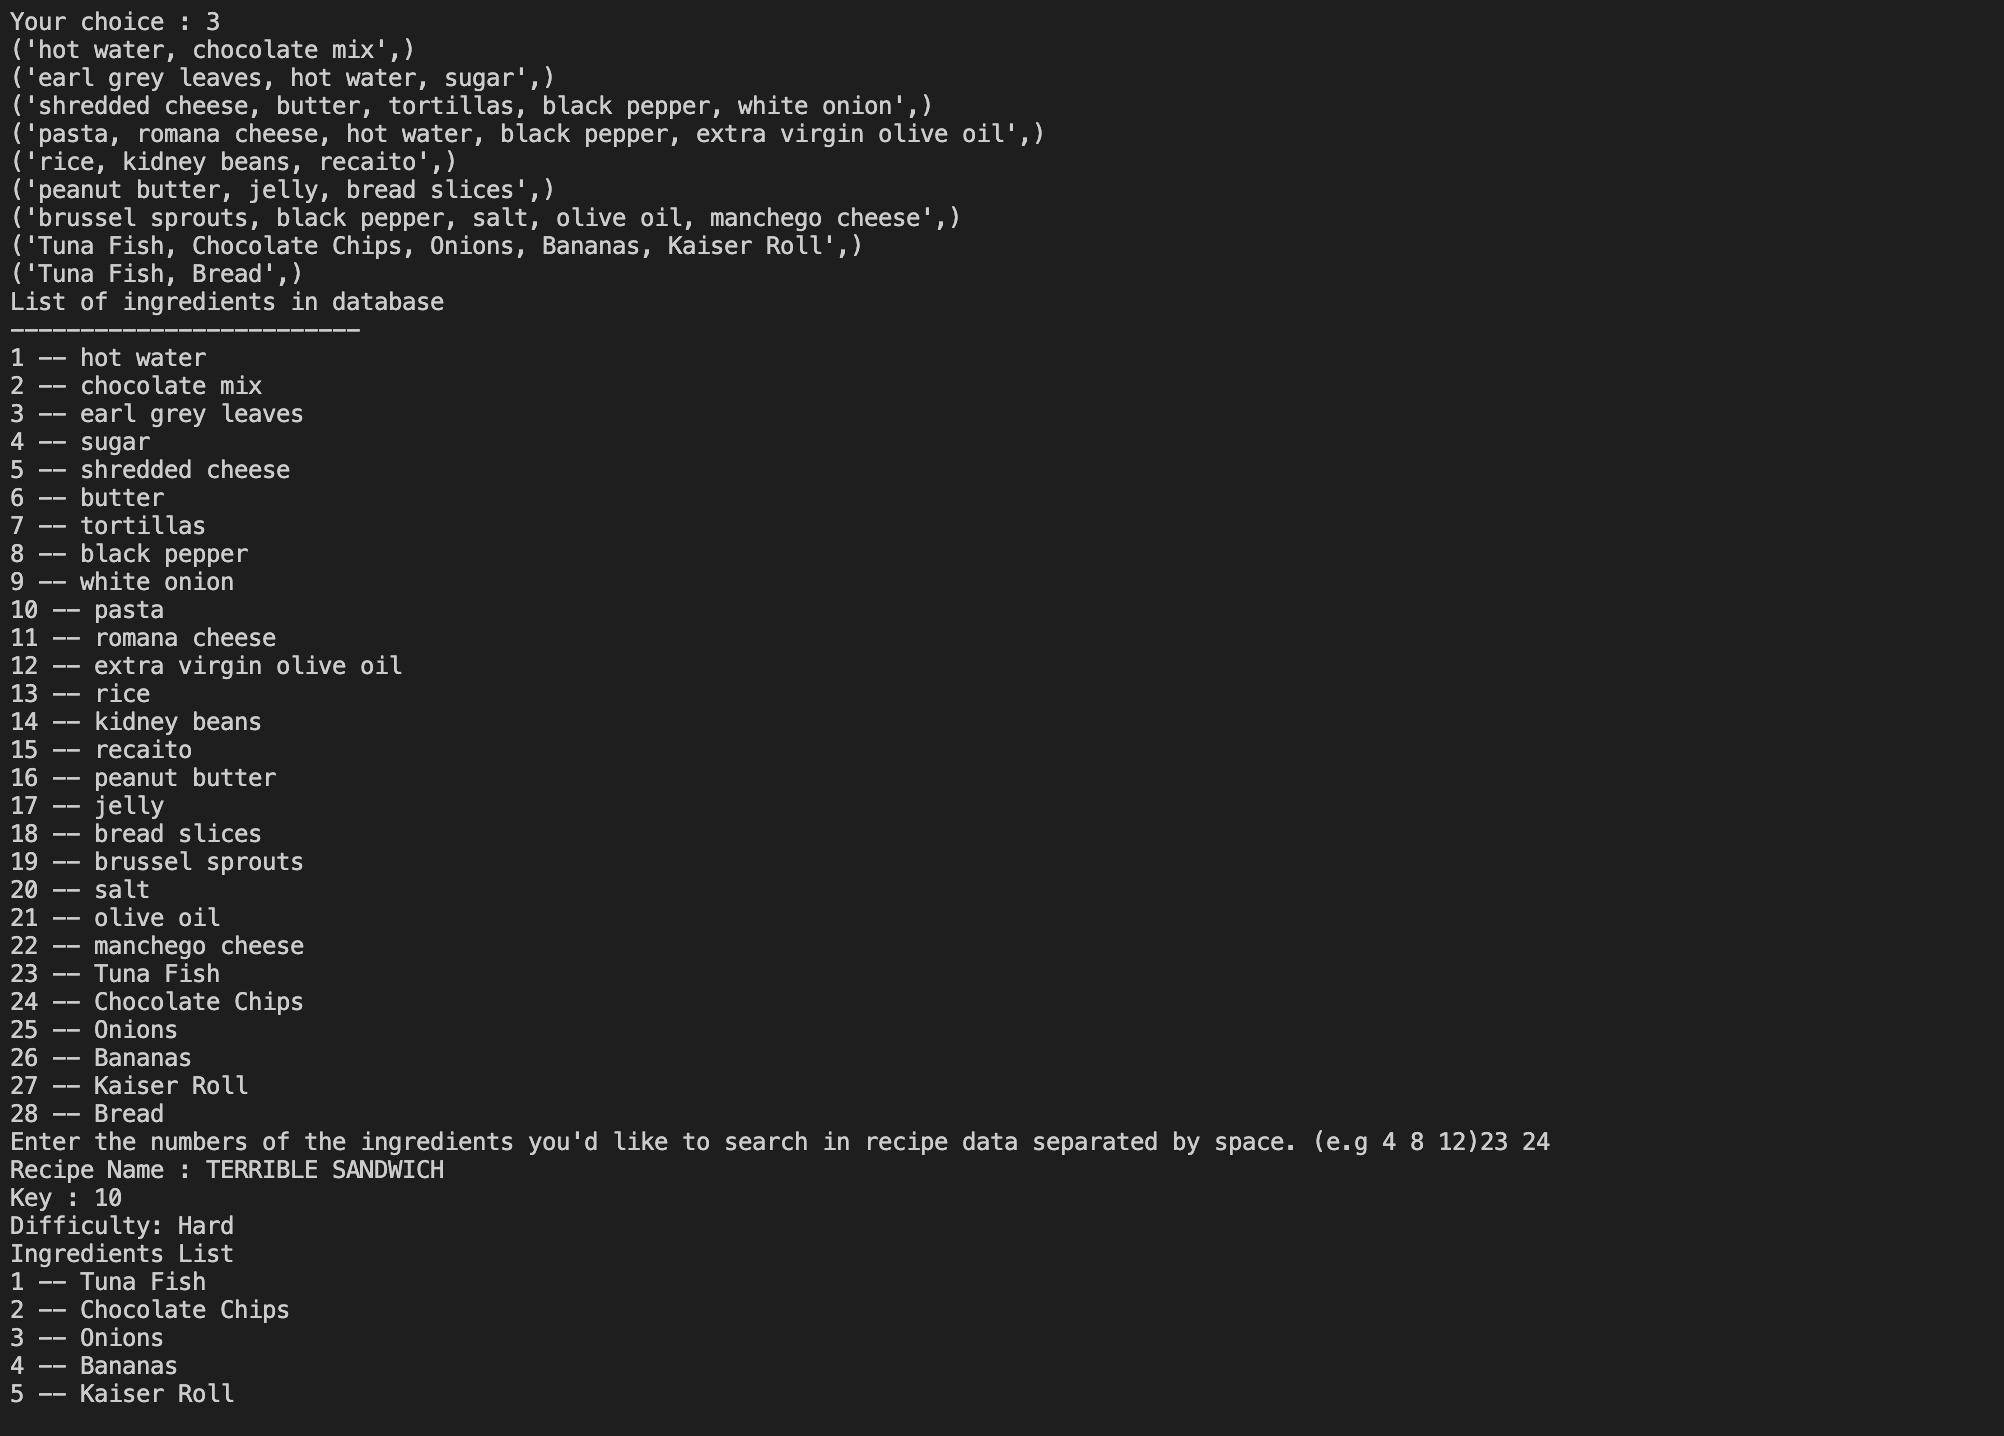 Your choice : 3
('hot water, chocolate mix',)
('earl grey leaves, hot water, sugar',)
('shredded cheese, butter, tortillas, black pepper, white onion',)
('pasta, romana cheese, hot water, black pepper, extra virgin olive oil',)
('rice, kidney beans, recaito',)
('peanut butter, jelly, bread slices',)
('brussel sprouts, black pepper, salt, olive oil, manchego cheese',)
('Tuna Fish, Chocolate Chips, Onions, Bananas, Kaiser Roll',)
('Tuna Fish, Bread',)
List of ingredients in database
-------------------------
1 -- hot water
2 -- chocolate mix
3 -- earl grey leaves
4 -- sugar
5 -- shredded cheese
6 -- butter
7 -- tortillas
8 -- black pepper
9 -- white onion
10 -- pasta
11 -- romana cheese
12 -- extra virgin olive oil
13 -- rice
14 -- kidney beans
15 -- recaito
16 -- peanut butter
17 -- jelly
18 -- bread slices
19 -- brussel sprouts
20 -- salt
21 -- olive oil
22 -- manchego cheese
23 -- Tuna Fish
24 -- Chocolate Chips
25 -- Onions
26 -- Bananas
27 -- Kaiser Roll
28 -- Bread
Enter the numbers of the ingredients you'd like to search in recipe data separated by space. (e.g 4 8 12)23 24
Recipe Name : TERRIBLE SANDWICH
Key : 10
Difficulty: Hard
Ingredients List
1 -- Tuna Fish
2 -- Chocolate Chips
3 -- Onions
4 -- Bananas
5 -- Kaiser Roll